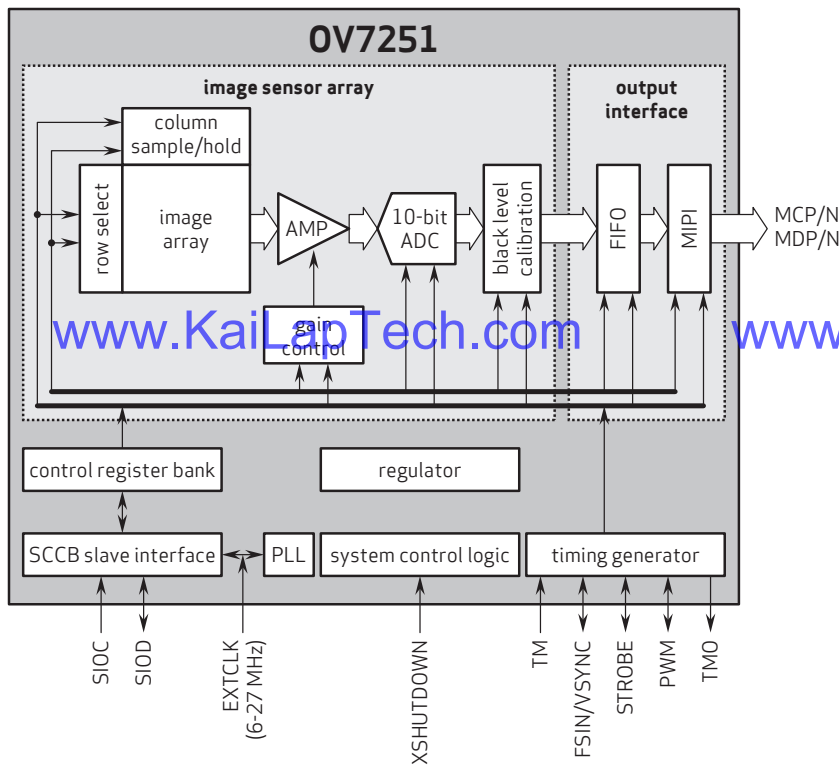 OV7251
image sensor array
output
interface
column
sample/hold
row select
image
array
AMP
10-bit
ADC
black level
calibration
FIFO
MIPI
MCP/N
MDP/N
gain
control
www.KaiLapTech.com
www
control register bank
regulator
SCCB slave interface
PLL
system control logic
timing generator
SIOC
SIOD
EXTCLK
(6-27 MHz)
XSHUTDOWN
TM
FSIN/VSYNC
STROBE
PWM
TMO